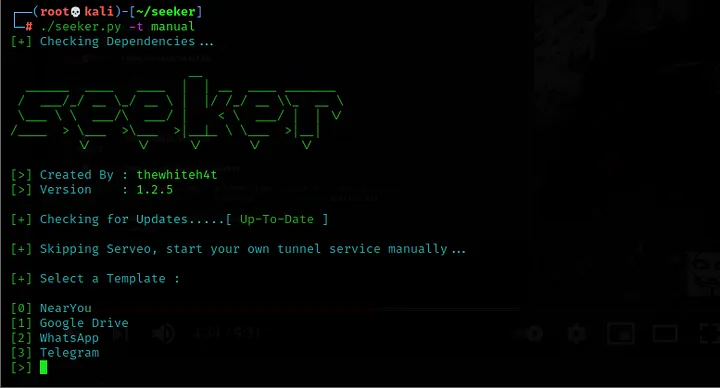 (root💀kali)-[~/seeker]
# ./seeker.py -t manual
[+] Checking Dependencies...
seeker
[>] Created By : thewhiteh4t
[>] Version    : 1.2.5
[+] Checking for Updates.....[ Up-To-Date ]
[+] Skipping Serveo, start your own tunnel service manually...
[+] Select a Template :
[0] NearYou
[1] Google Drive
[2] WhatsApp
[3] Telegram
[>]